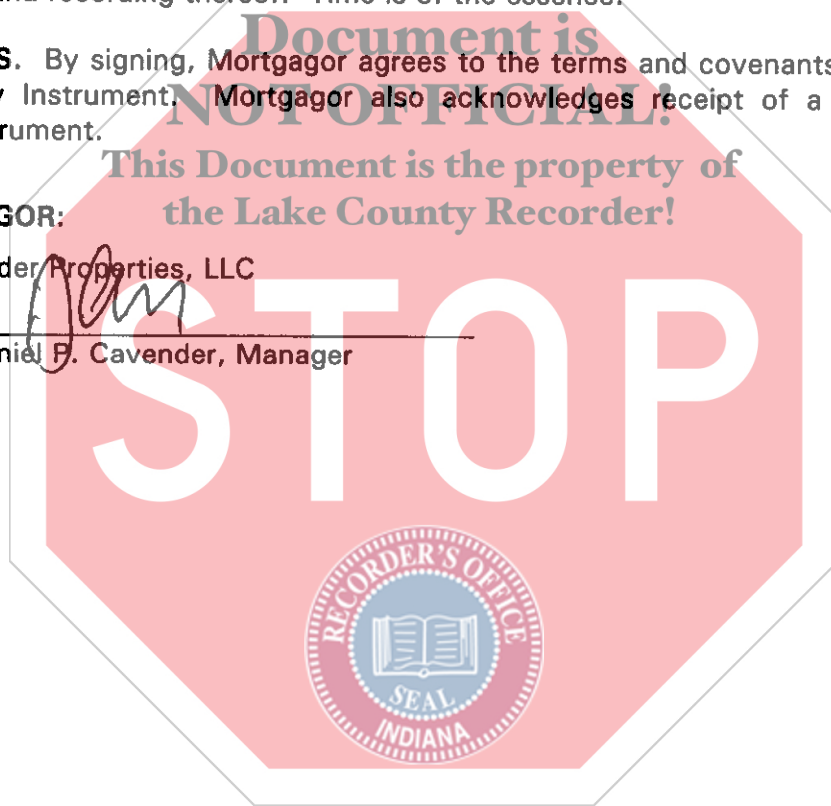 and recording thereof. Time is of the essence.
Document is
S. By signing, Mortgagor agrees to the terms and covenants
y Instrument. Mortgagor also acknowledges receipt of a
NOT OFFICIAL!
rument.
This Document is the property of
the Lake County Recorder!
GOR:
der Properties, LLC
niel P. Cavender, Manager
STOP
RECORDER'S OFFICE
SEAL
INDIANA